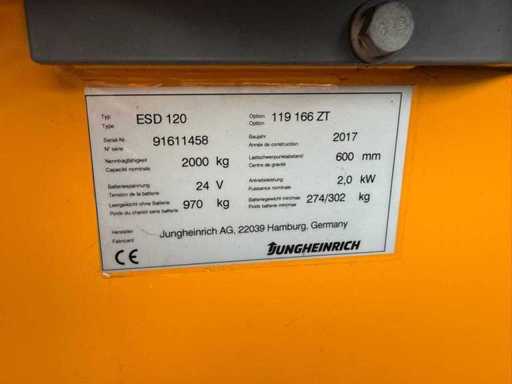 Typ ESD 120 Option 119 166 ZT
Type Option
Serial-Nr. 91611458 Baujahr 2017
N° série Année de construction
Nenntragfähigkeit 2000 kg Lastschwerpunktabstand 600 mm
Capacité nominale Centre de gravité
Batteriespannung 24 V Antriebsleistung 2,0 kW
Tension de la batterie Puissance nominale
Leergewicht ohne Batterie 970 kg Batteriegewicht min/max 274/302 kg
Poids du chariot sans batterie Poids batterie min/max
Hersteller Jungheinrich AG, 22039 Hamburg, Germany
Fabricant
CE JUNGHEINRICH